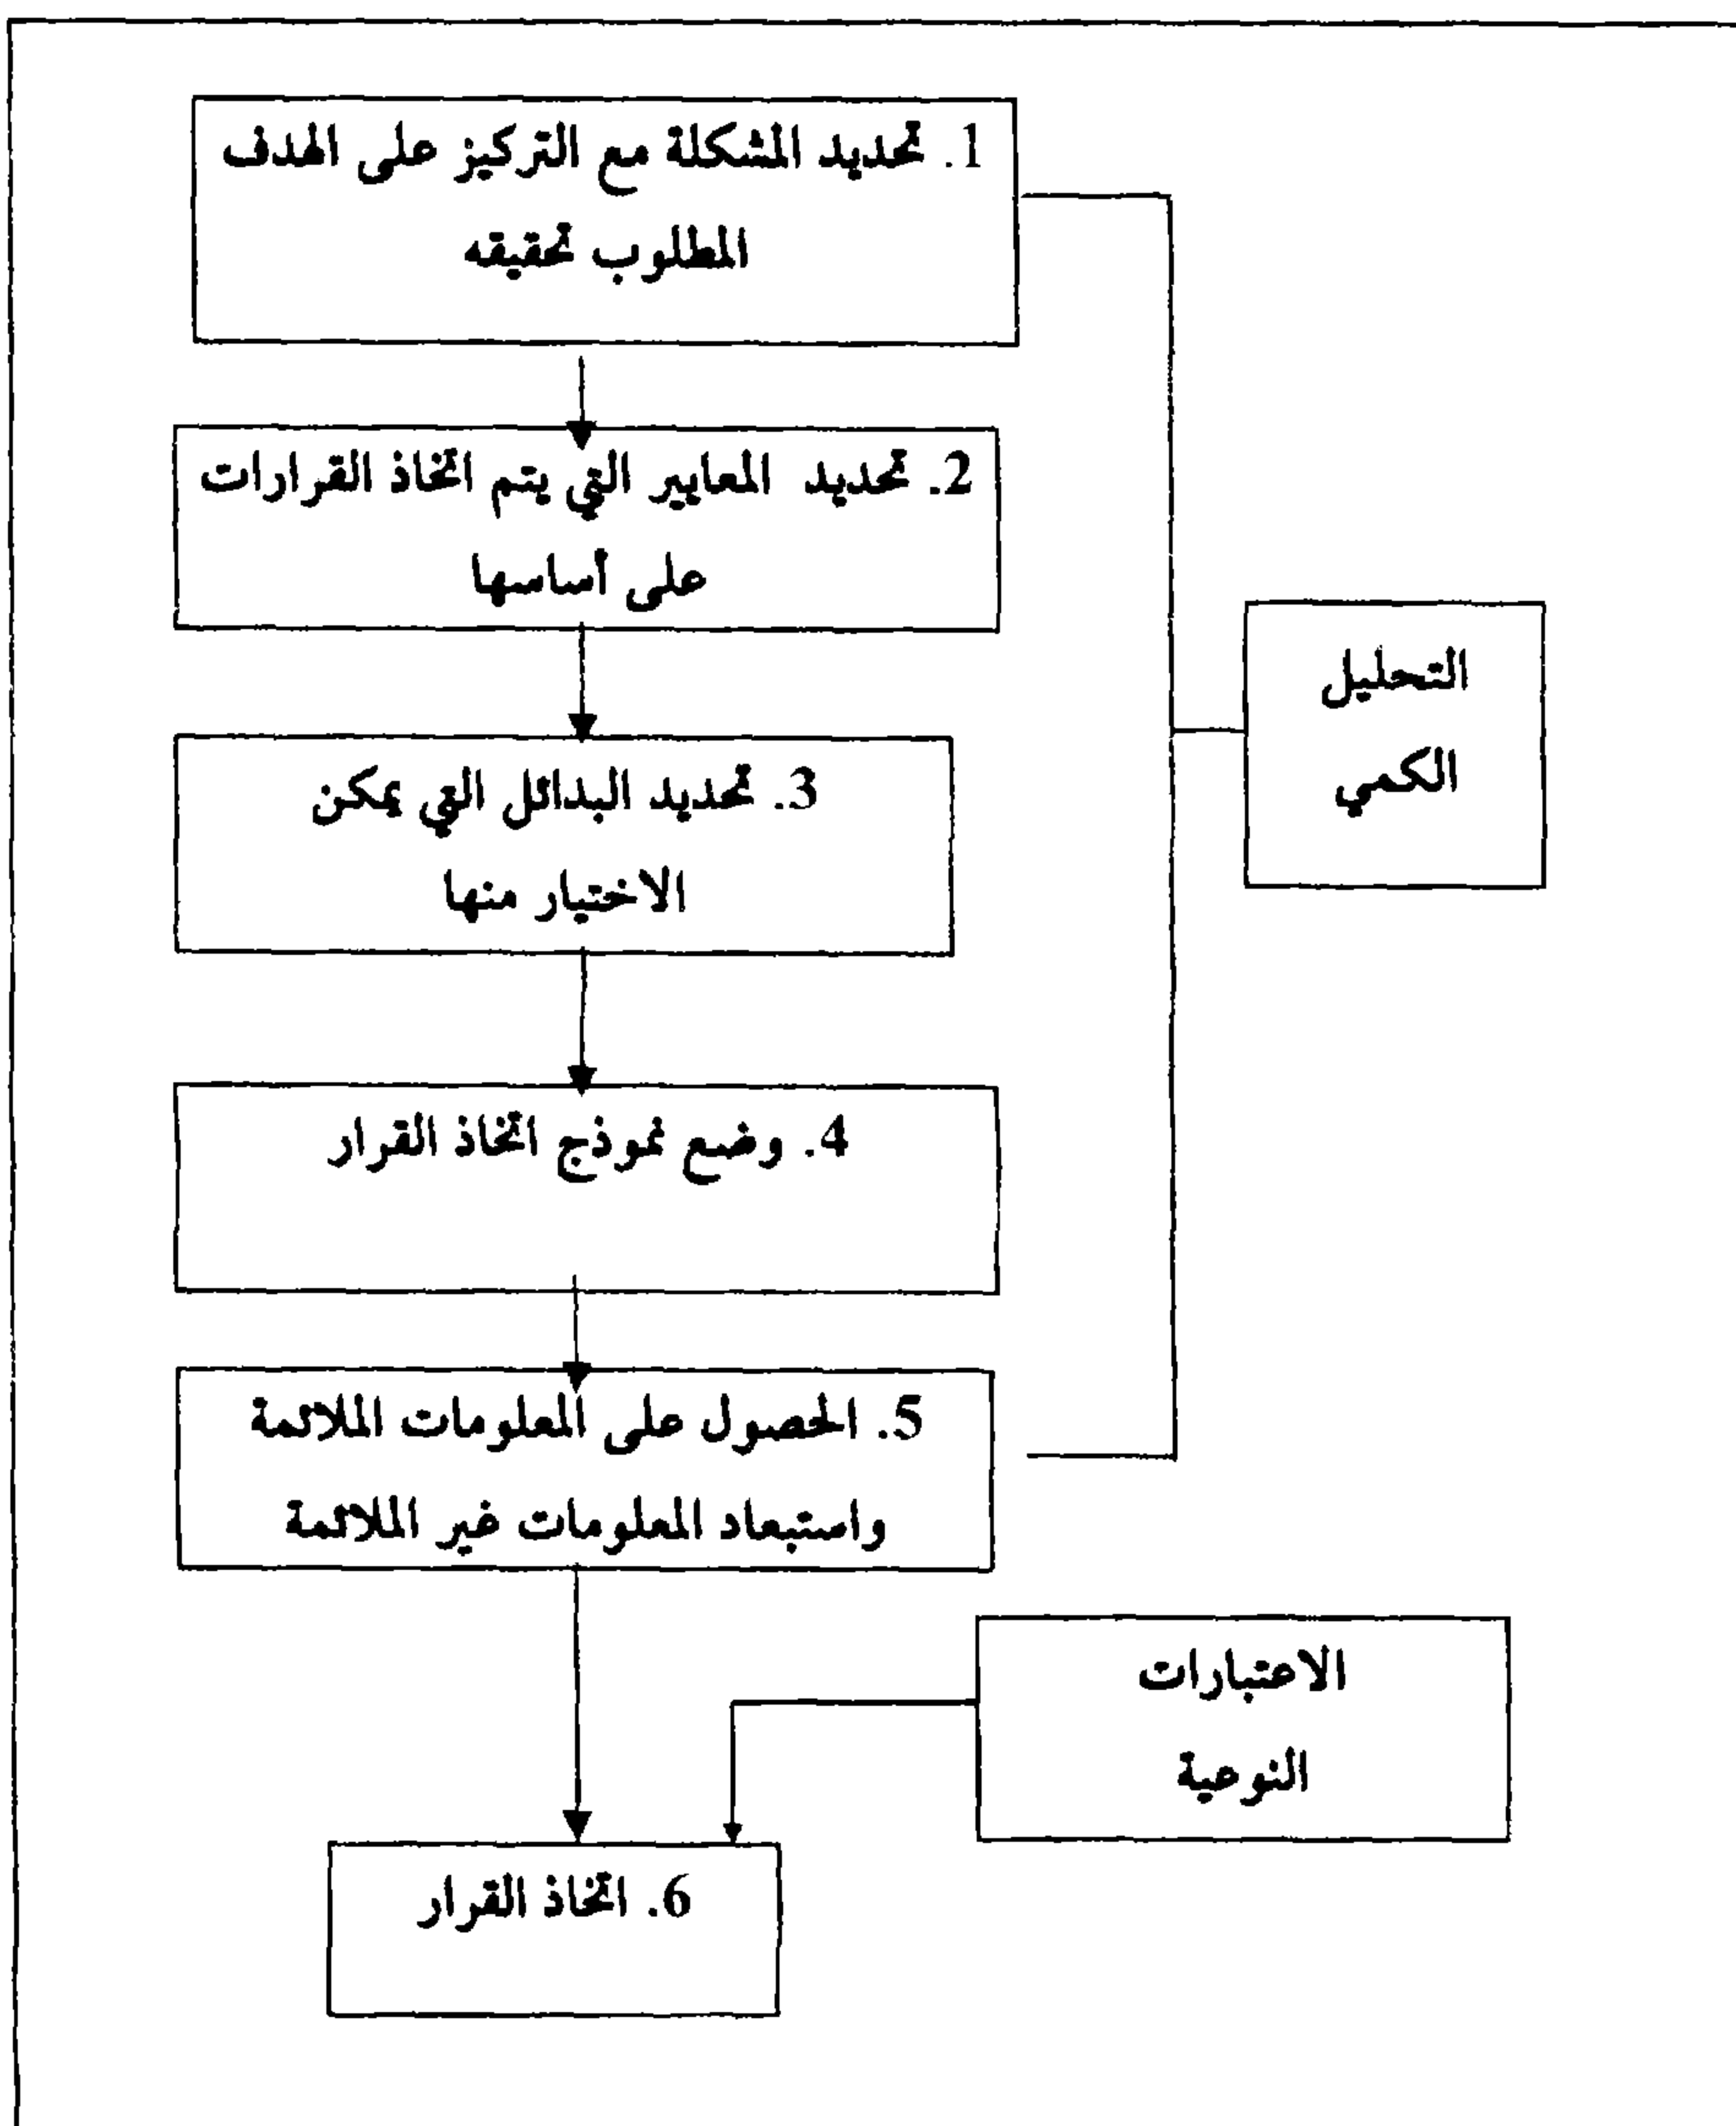 1. تحديد المشكلة مع التركيز على الهدف
المطلوب تحقيقه
2. تحديد المعايير التي يتم اتخاذ القرارات
على أساسها
3. تحديد البدائل التي يمكن
الاختيار منها
4. وضع نموذج اتخاذ القرار
5. الحصول على المعلومات الملائمة
واستبعاد المعلومات غير الملائمة
6. اتخاذ القرار
التحليل
الكمي
الاعتبارات
النوعية